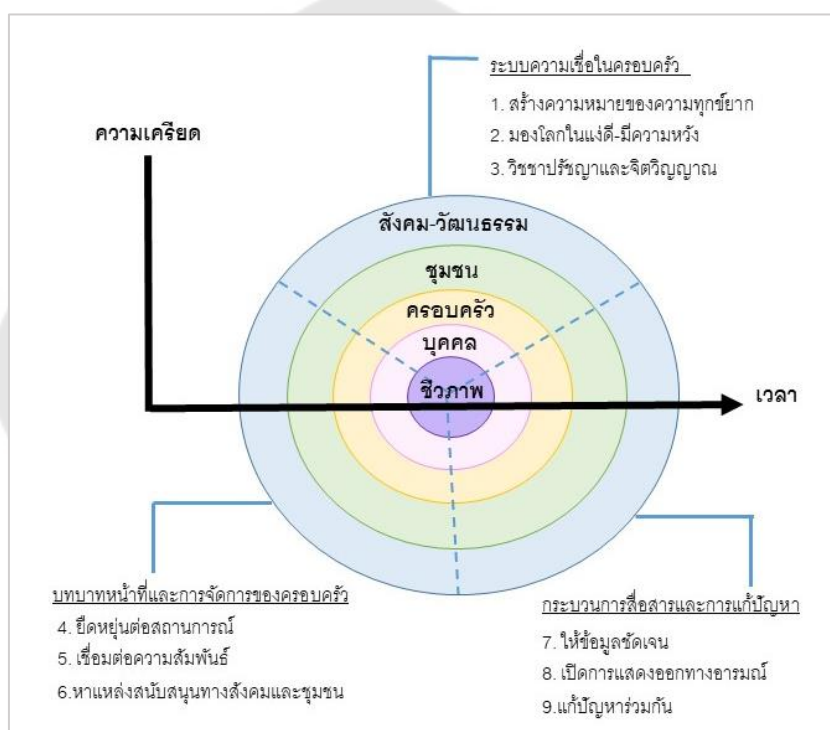 ระบบความเชื่อในครอบครัว
1. สร้างความหมายของความทุกข์ยาก
2. มองโลกในแง่ดี-มีความหวัง
3. วิชชาปรัชญาและจิตวิญญาณ
ความเครียด
สังคม-วัฒนธรรม
ชุมชน
ครอบครัว
บุคคล
ชีวภาพ
เวลา
บทบาทหน้าที่และการจัดการของครอบครัว
4. ยืดหยุ่นต่อสถานการณ์
5. เชื่อมต่อความสัมพันธ์
6.หาแหล่งสนับสนุนทางสังคมและชุมชน
กระบวนการสื่อสารและการแก้ปัญหา
7. ให้ข้อมูลชัดเจน
8. เปิดการแสดงออกทางอารมณ์
9.แก้ปัญหาร่วมกัน